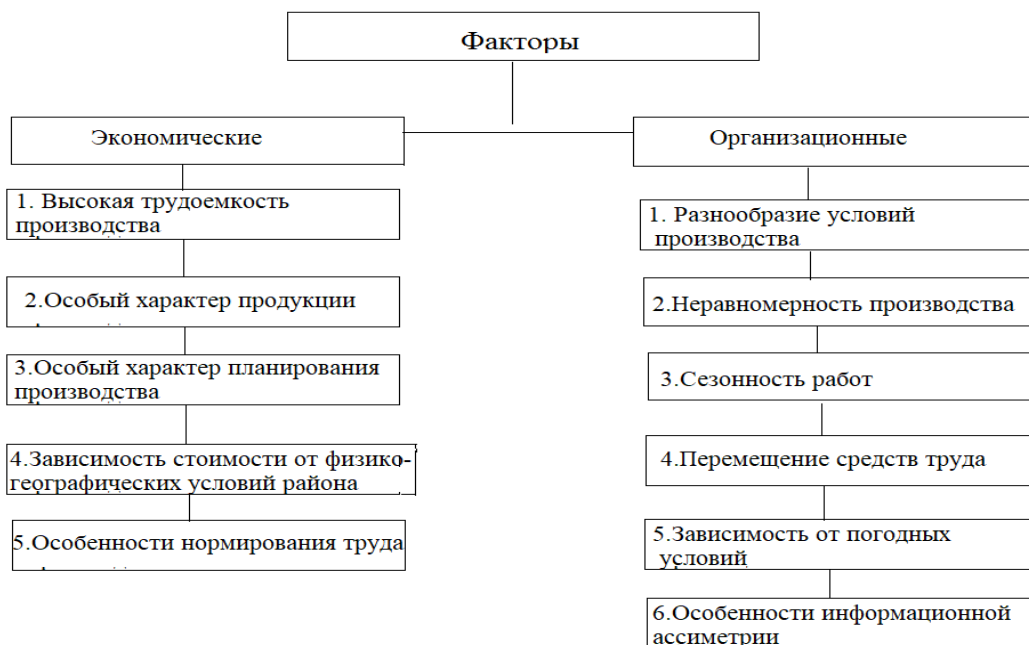 Факторы
Экономические
1. Высокая трудоемкость
производства
2.Особый характер продукции
3.Особый характер планирования
производства
4.Зависимость стоимости от физико-
географических условий района
5.Особенности нормирования труда
Организационные
1. Разнообразие условий
производства
2.Неравномерность производства
3.Сезонность работ
4.Перемещение средств труда
5.Зависимость от погодных
условий
6.Особенности информационной
ассиметрии